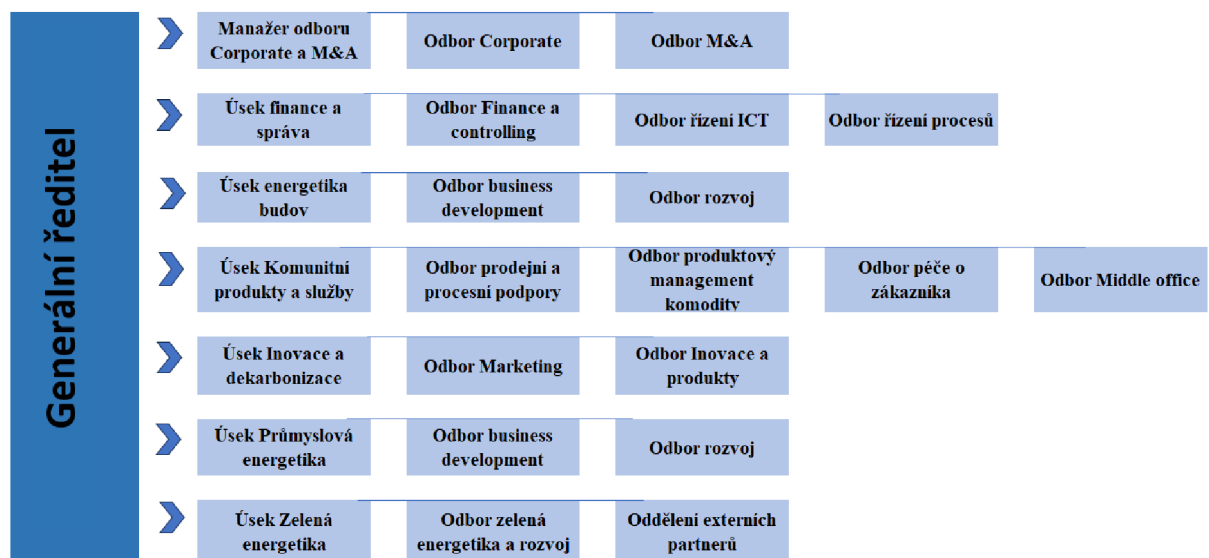 Generální ředitel
Manažer odboru
Corporate a M&A
Odbor Corporate
Odbor M&A
Úsek finance a
správa
Odbor Finance a
controlling
Odbor řízení ICT
Odbor řízení procesů
Úsek energetika
budov
Odbor business
development
Odbor rozvoj
Úsek Komunitní
produkty a služby
Odbor prodejní a
procesní podpory
Odbor produktový
management
komodity
Odbor péče o
zákazníka
Odbor Middle office
Úsek Inovace a
dekarbonizace
Odbor Marketing
Odbor Inovace a
produkty
Úsek Průmyslová
energetika
Odbor business
development
Odbor rozvoj
Úsek Zelená
energetika
Odbor zelená
energetika a rozvoj
Oddělení externích
partnerů